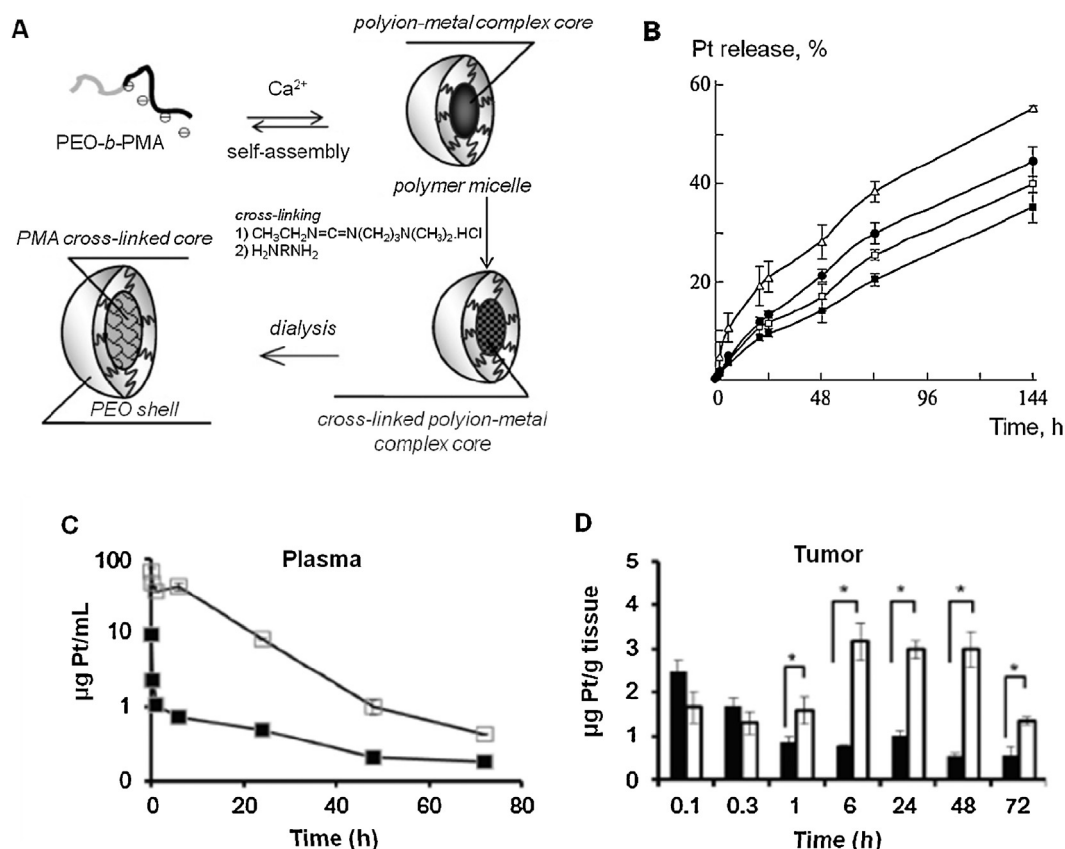 A
polyion-metal complex core
Ca2+
PEO-b-PMA
self-assembly
polymer micelle
cross-linking
1) CH3CH2N=C=N(CH2)3N(CH3)2.HCl
2) H2NRNH2
PMA cross-linked core
dialysis
PEO shell
cross-linked polyion-metal
complex core
B
Pt release, %
60
40
20
0 48 96 144
Time, h
C
Plasma
µg Pt/mL
100
10
1
0
0 20 40 60 80
Time (h)
D
Tumor
µg Pt/g tissue
5
4
3
2
1
0
* * * * *
0.1 0.3 1 6 24 48 72
Time (h)